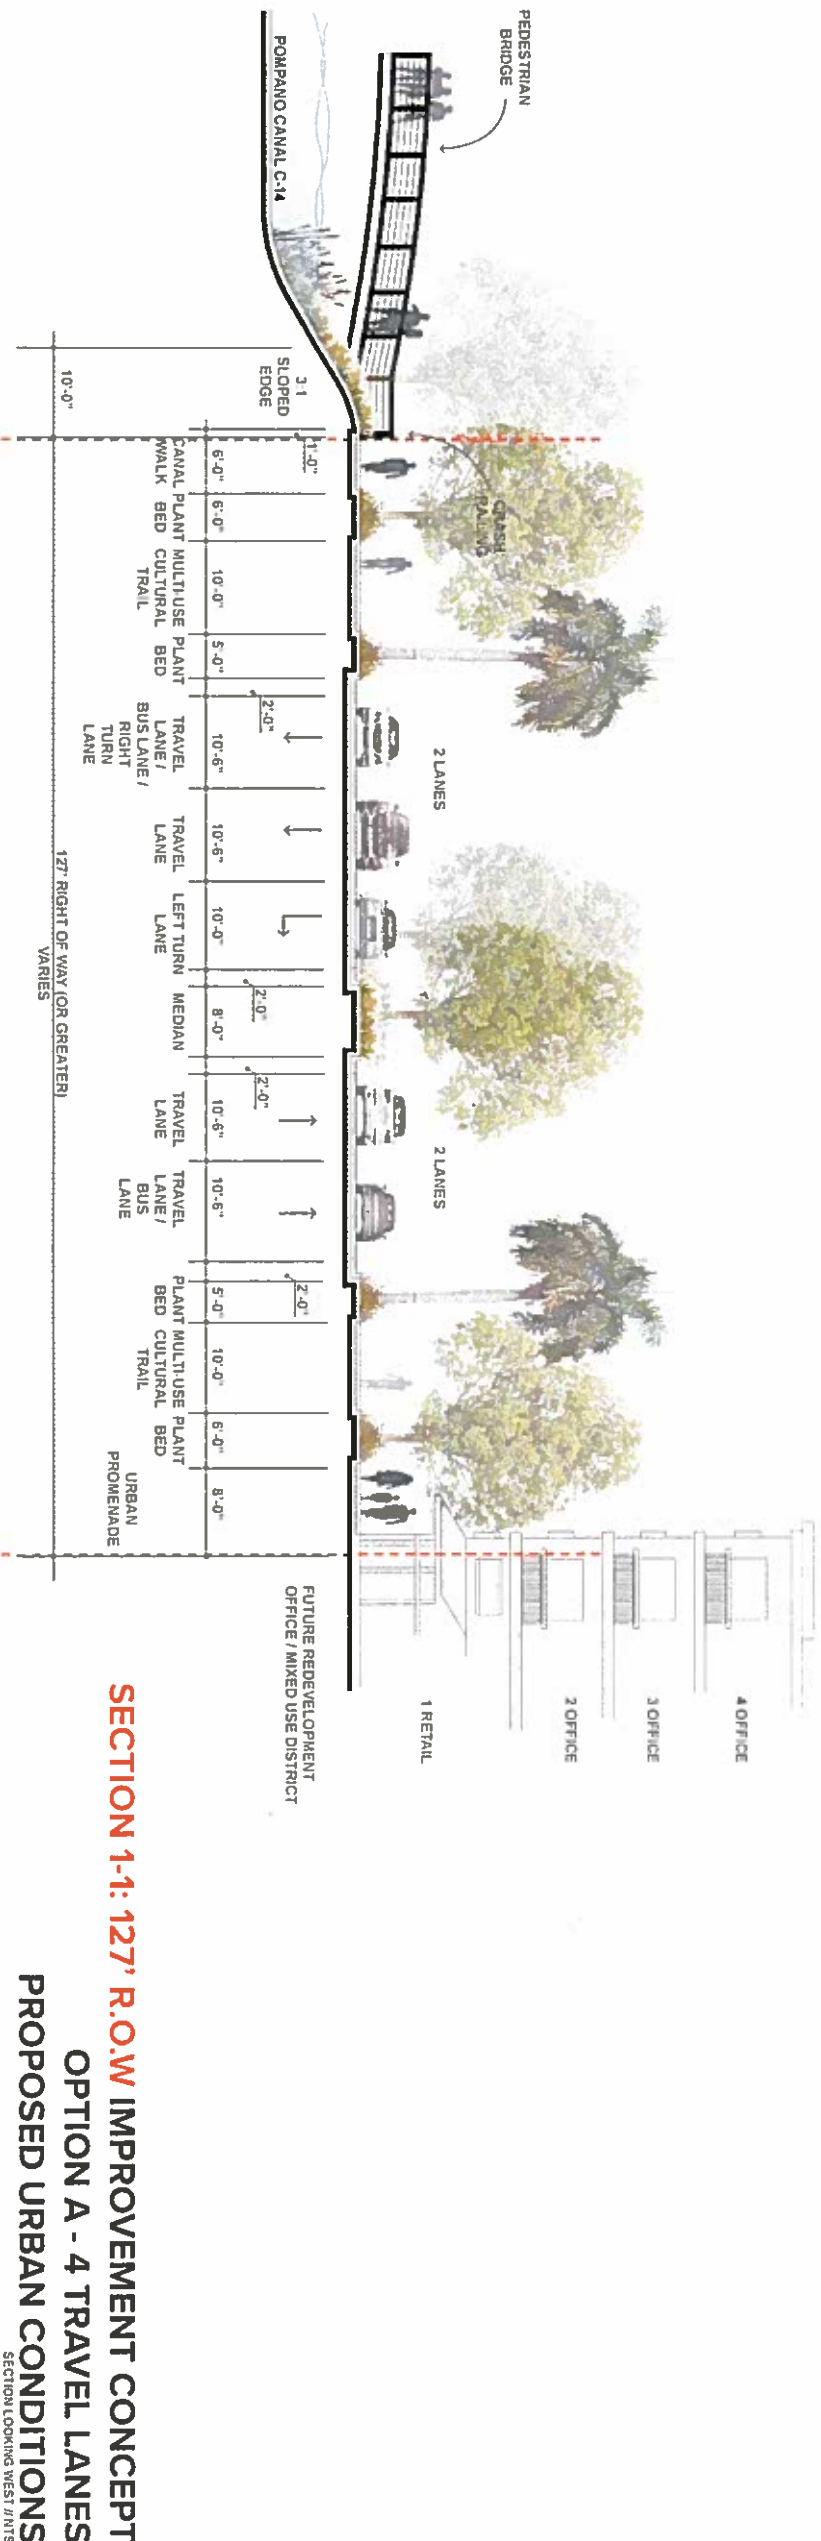 PEDESTRIAN
BRIDGE
CRASH
RAILING
4 OFFICE
3 OFFICE
2 OFFICE
1 RETAIL
2 LANES
2 LANES
POMPANO CANAL C-14
3:1
SLOPED
EDGE
FUTURE REDEVELOPMENT
OFFICE / MIXED USE DISTRICT
1'-0"
2'-0"
2'-0"
2'-0"
2'-0"
6'-0"
6'-0"
10'-0"
5'-0"
10'-6"
10'-6"
10'-0"
8'-0"
10'-6"
10'-6"
5'-0"
10'-0"
6'-0"
8'-0"
CANAL
WALK
PLANT
BED
MULTI-USE
CULTURAL
TRAIL
PLANT
BED
TRAVEL
LANE /
BUS LANE /
RIGHT
TURN
LANE
TRAVEL
LANE
LEFT TURN
LANE
MEDIAN
TRAVEL
LANE
TRAVEL
LANE /
BUS
LANE
PLANT
BED
MULTI-USE
CULTURAL
TRAIL
PLANT
BED
URBAN
PROMENADE
10'-0"
127' RIGHT OF WAY (OR GREATER)
VARIES
SECTION 1-1: 127' R.O.W IMPROVEMENT CONCEPT
OPTION A - 4 TRAVEL LANES
PROPOSED URBAN CONDITIONS
SECTION LOOKING WEST // NTS